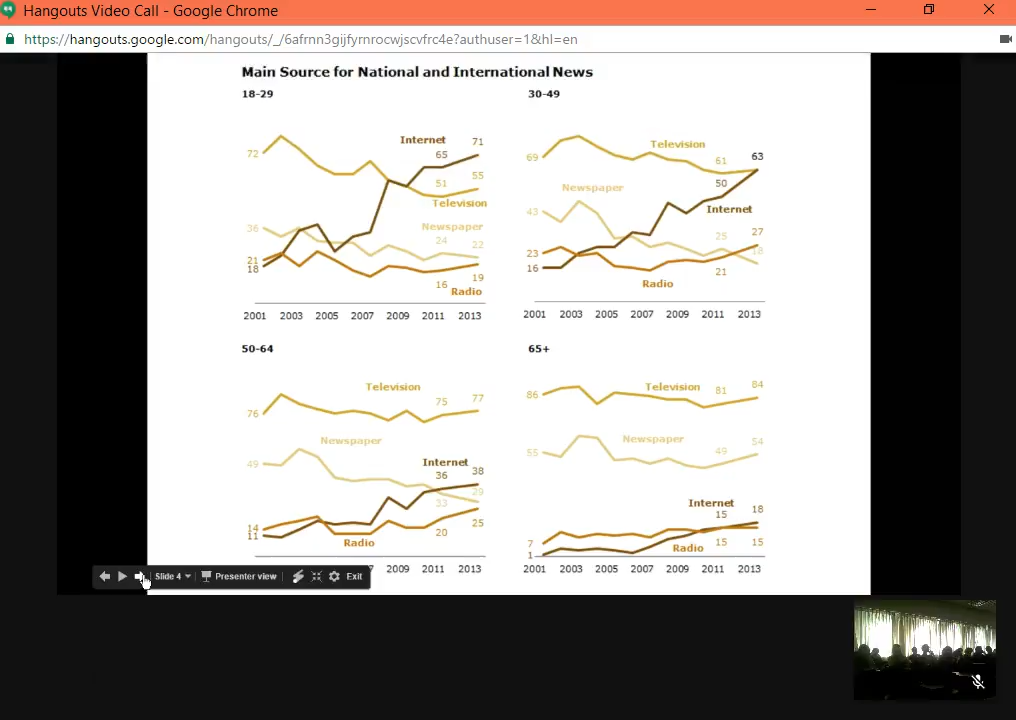 Hangouts Video Call - Google Chrome
https://hangouts.google.com/hangouts/_/6afrnn3gijfyrnrocwjscvfrc4e?authuser=1&hl=en
Main Source for National and International News
18-29
72
36
21
18
Internet 71
65
51 55
Television
Newspaper
24 22
19
16
Radio
2001 2003 2005 2007 2009 2011 2013
30-49
69
43
23
16
Television 63
61
Newspaper
50
Internet
27
25
18
21
Radio
2001 2003 2005 2007 2009 2011 2013
50-64
76
49
14
11
Television 77
75
Newspaper
Internet
36 38
29
33
25
20
Radio
7 2009 2011 2013
65+
86
55
7
1
Television 81 84
Newspaper 54
49
Internet
15 18
Radio 15 15
2001 2003 2005 2007 2009 2011 2013
Slide 4 Presenter view Exit